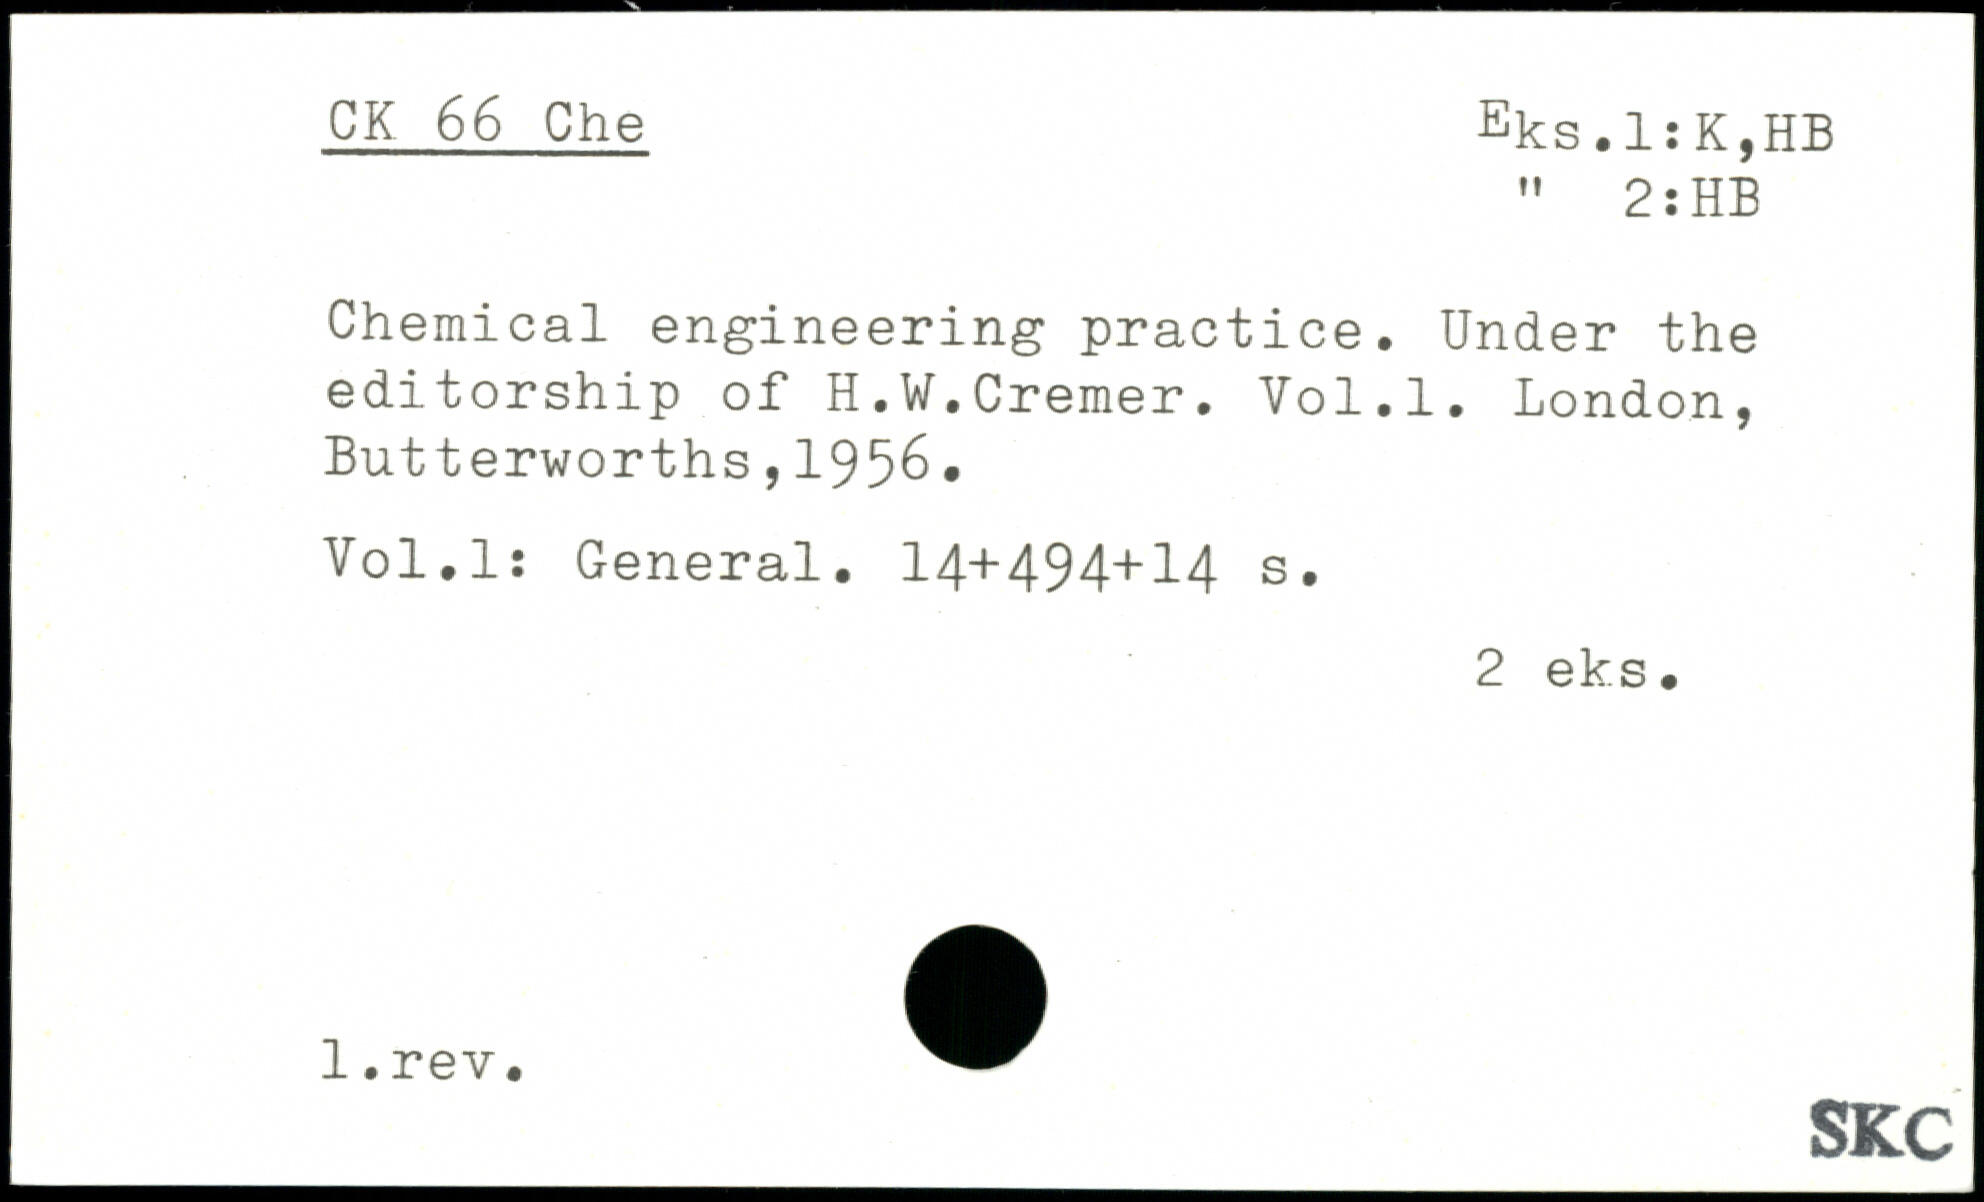 CK 66 Che
Eks.1:K,HB
" 2:HB
Chemical engineering practice. Under the
editorship of H.W.Cremer. Vol.1. London,
Butterworths,1956.
Vol.1: General. 14+494+14 s.
2 eks.
1.rev.
SKC